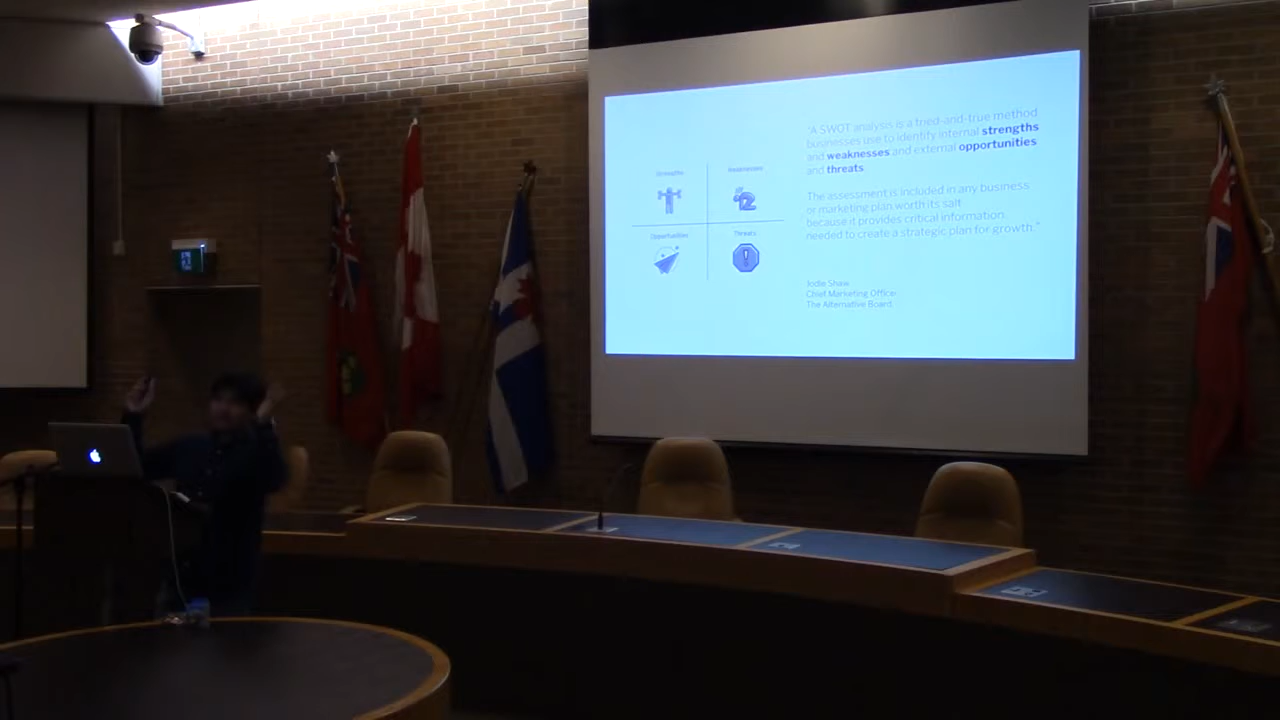 Strengths
Weaknesses
Opportunities
Threats
"A SWOT analysis is a tried-and-true method
businesses use to identify internal strengths
and weaknesses and external opportunities
and threats
The assessment is included in any business
or marketing plan worth its salt
because it provides critical information
needed to create a strategic plan for growth."
Jodie Shaw
Chief Marketing Officer
The Alternative Board